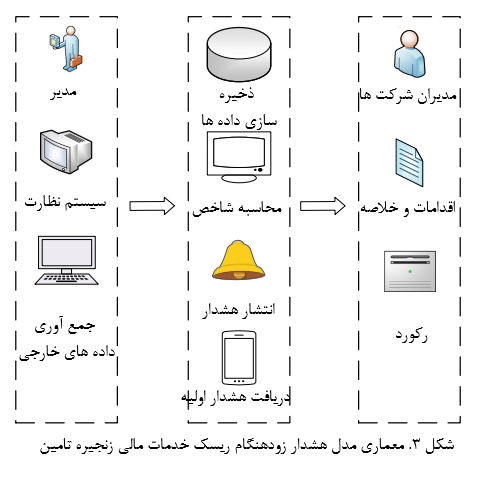 مدیر
سیستم نظارت
جمع آوری
داده های خارجی
ذخیره
سازی داده ها
محاسبه شاخص
انتشار هشدار
دریافت هشدار اولیه
مدیران شرکت ها
اقدامات و خلاصه
رکورد
شکل ۳. معماری مدل هشدار زودهنگام ریسک خدمات مالی زنجیره تامین